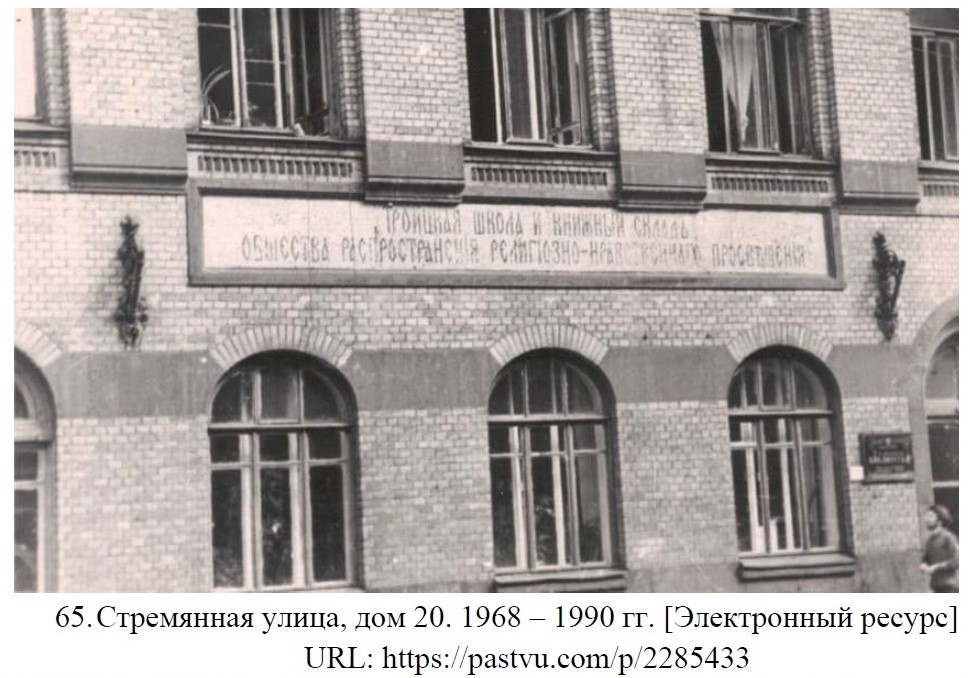 ТРОИЦКАЯ ШКОЛА И КНИЖНЫЙ СКЛАДЪ
ОБЩЕСТВА РАСПРОСТРАНЕНІЯ РЕЛИГІОЗНО-НРАВСТВЕННАГО ПРОСВѢЩЕНІЯ
65. Стремянная улица, дом 20. 1968 – 1990 гг. [Электронный ресурс]
URL: https://pastvu.com/p/2285433